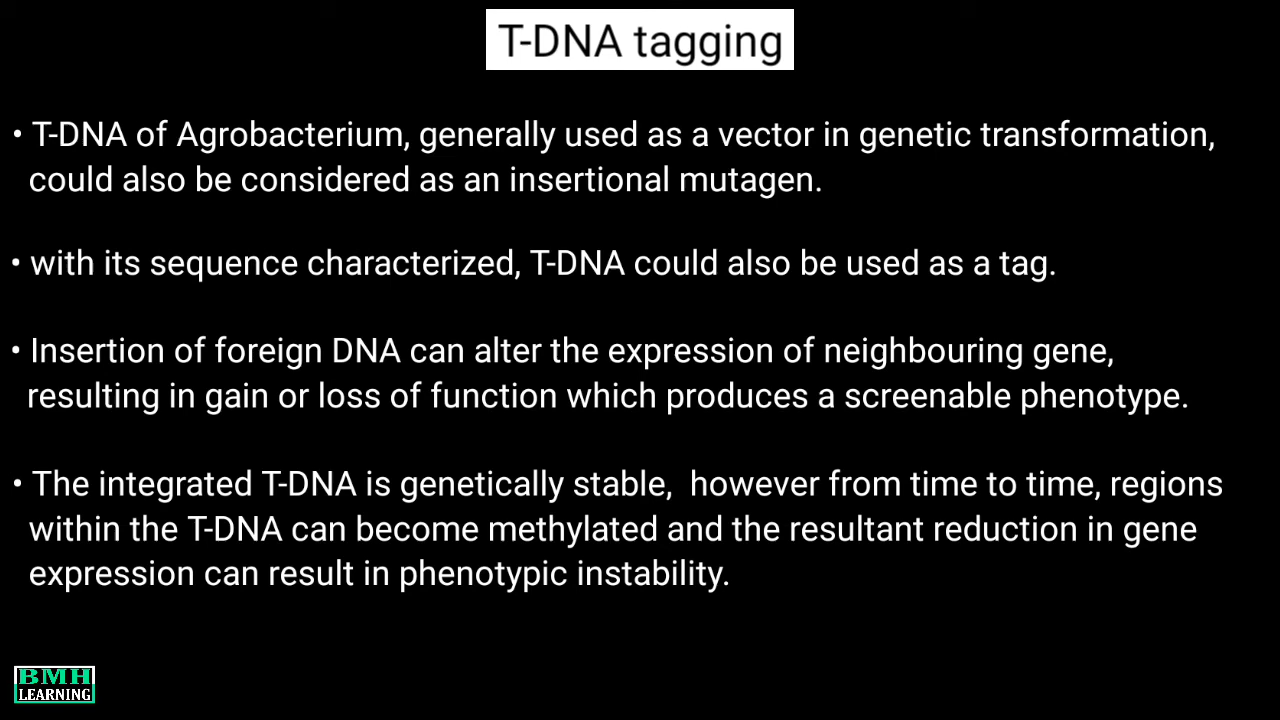 T-DNA tagging
• T-DNA of Agrobacterium, generally used as a vector in genetic transformation,
could also be considered as an insertional mutagen.
• with its sequence characterized, T-DNA could also be used as a tag.
• Insertion of foreign DNA can alter the expression of neighbouring gene,
resulting in gain or loss of function which produces a screenable phenotype.
• The integrated T-DNA is genetically stable,  however from time to time, regions
within the T-DNA can become methylated and the resultant reduction in gene
expression can result in phenotypic instability.
BMH
LEARNING